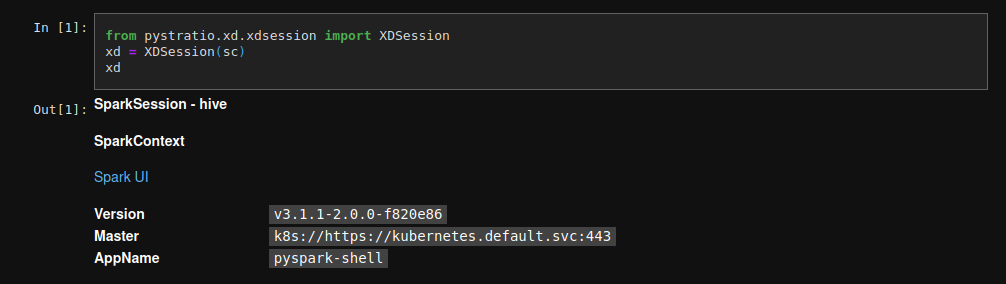 In [1]:
from pystratio.xd.xdsession import XDSession
xd = XDSession(sc)
xd
Out[1]:
SparkSession - hive
SparkContext
Spark UI
Version v3.1.1-2.0.0-f820e86
Master k8s://https://kubernetes.default.svc:443
AppName pyspark-shell